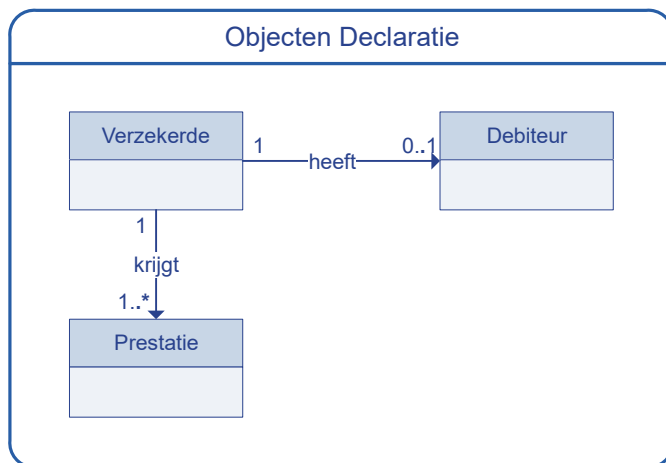 Objecten Declaratie
Verzekerde
Debiteur
1
0..1
heeft
1
krijgt
1..*
Prestatie